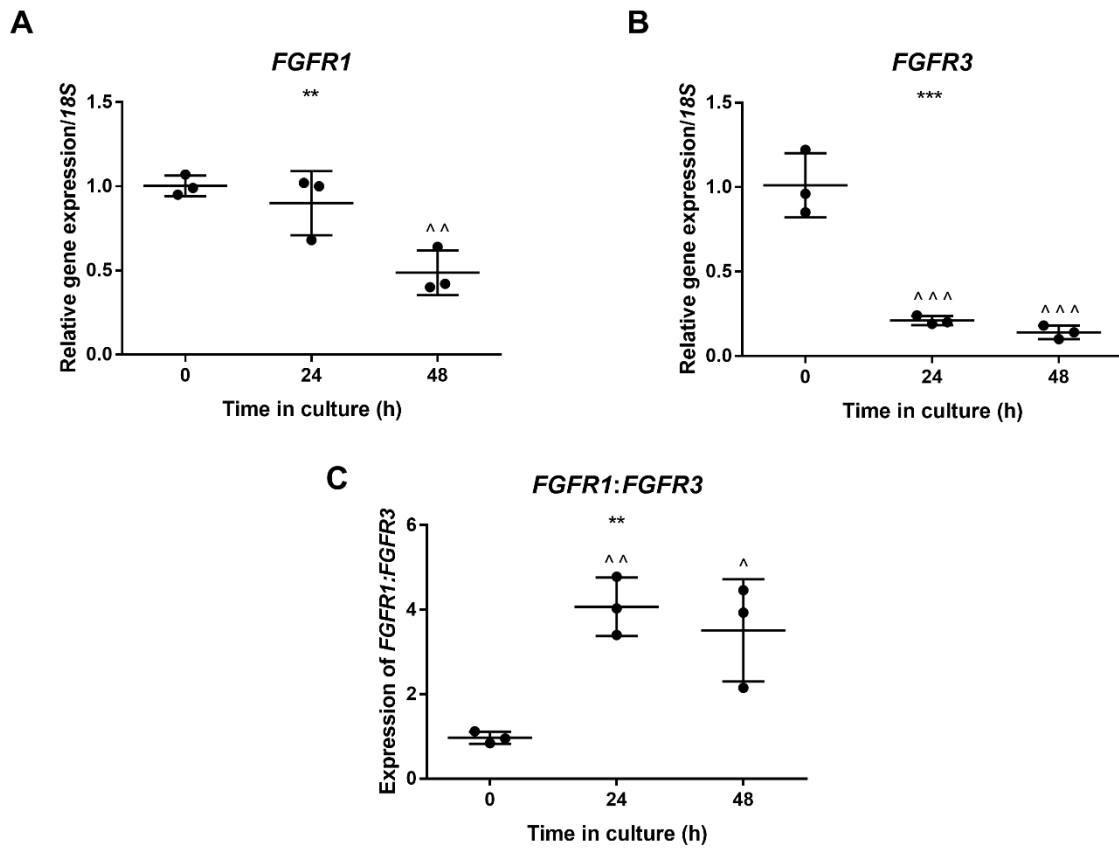 A
FGFR1
**
Relative gene expression/18S
1.5
1.0
0.5
0.0
^ ^
0
24
48
Time in culture (h)
B
FGFR3
***
Relative gene expression/18S
1.5
1.0
0.5
0.0
^ ^ ^
^ ^ ^
0
24
48
Time in culture (h)
C
FGFR1:FGFR3
**
Expression of FGFR1:FGFR3
6
4
2
0
^ ^
^
0
24
48
Time in culture (h)